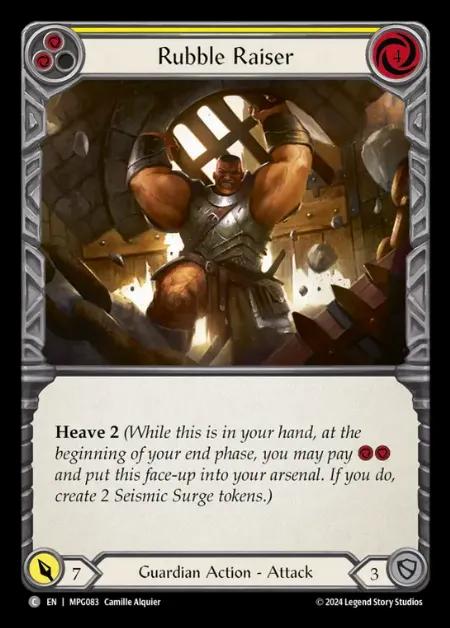 Rubble Raiser
4
Heave 2 (While this is in your hand, at the
beginning of your end phase, you may pay
and put this face-up into your arsenal. If you do,
create 2 Seismic Surge tokens.)
7
Guardian Action - Attack
3
C EN | MPG083 Camille Alquier
© 2024 Legend Story Studios